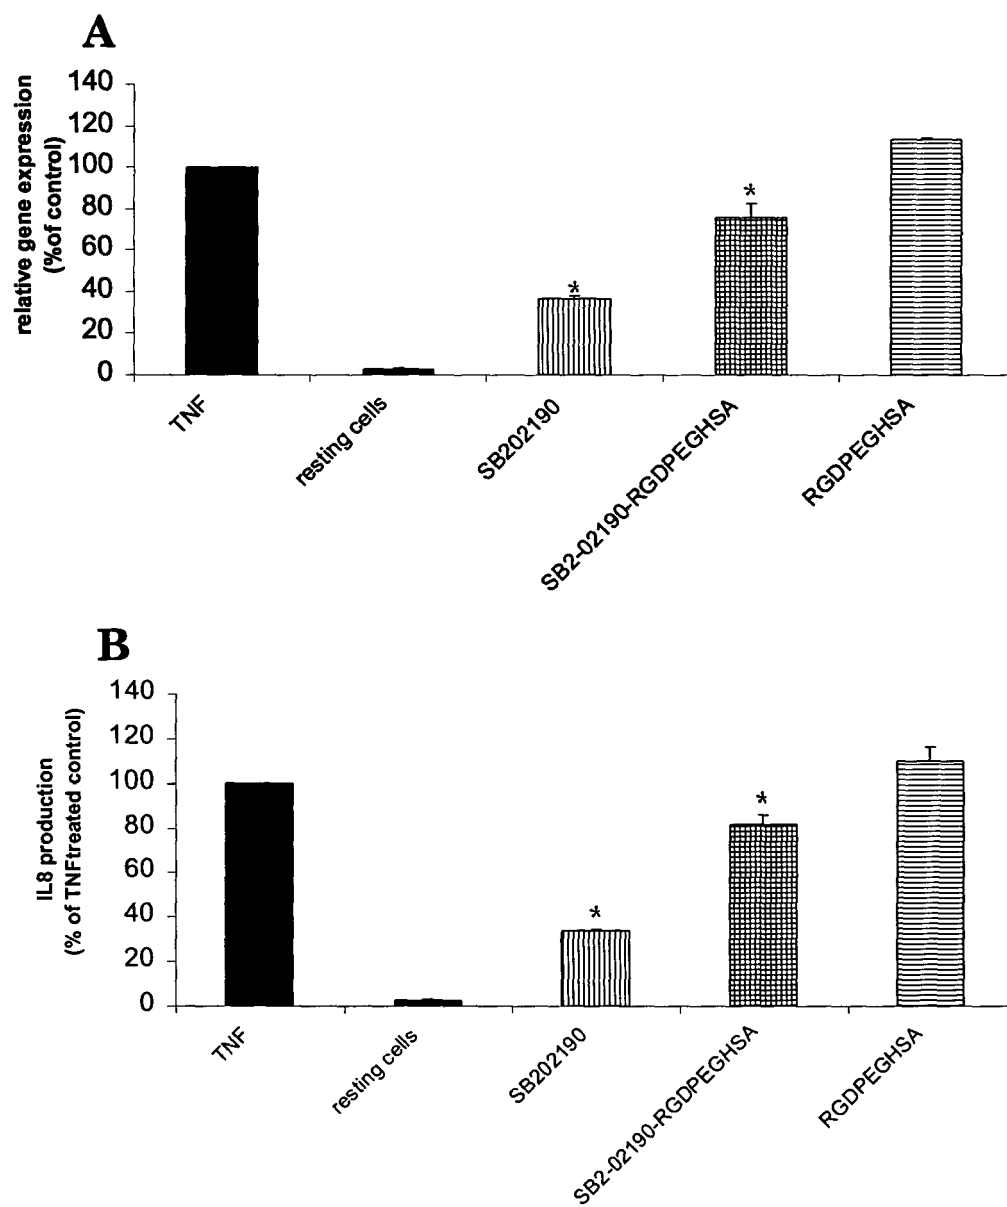 A
relative gene expression
(%of control)
140
120
100
80
60
40
20
0
*
*
TNF
resting cells
SB202190
SB2-02190-RGDPEGHSA
RGDPEGHSA
B
IL8 production
(% of TNFtreated control)
140
120
100
80
60
40
20
0
*
*
TNF
resting cells
SB202190
SB2-02190-RGDPEGHSA
RGDPEGHSA